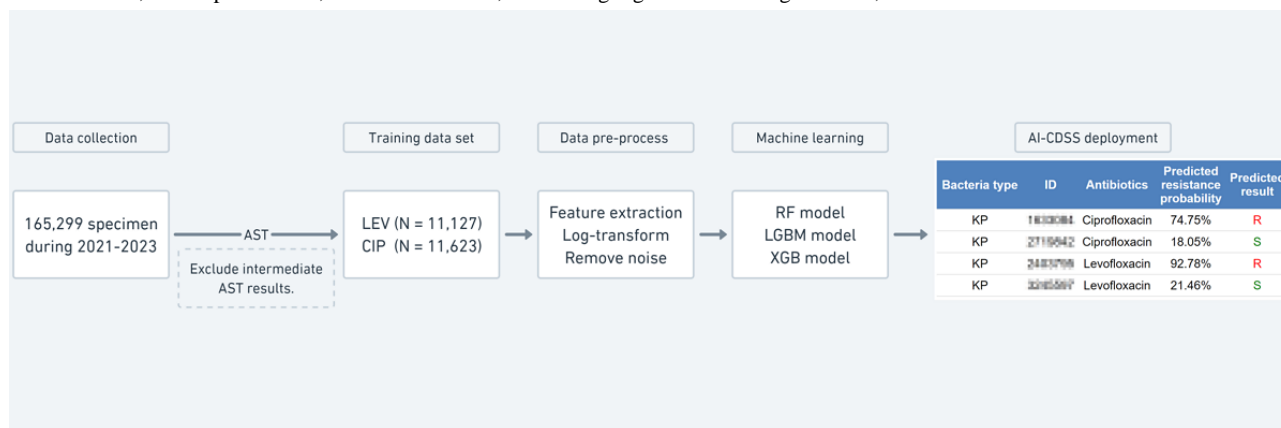 Data collection
Training data set
Data pre-process
Machine learning
AI-CDSS deployment
165,299 specimen
during 2021-2023
AST
Exclude intermediate
AST results.
LEV (N = 11,127)
CIP (N = 11,623)
Feature extraction
Log-transform
Remove noise
RF model
LGBM model
XGB model
Bacteria type ID Antibiotics Predicted resistance probability Predicted result
KP Ciprofloxacin 74.75% R
KP Ciprofloxacin 18.05% S
KP Levofloxacin 92.78% R
KP Levofloxacin 21.46% S